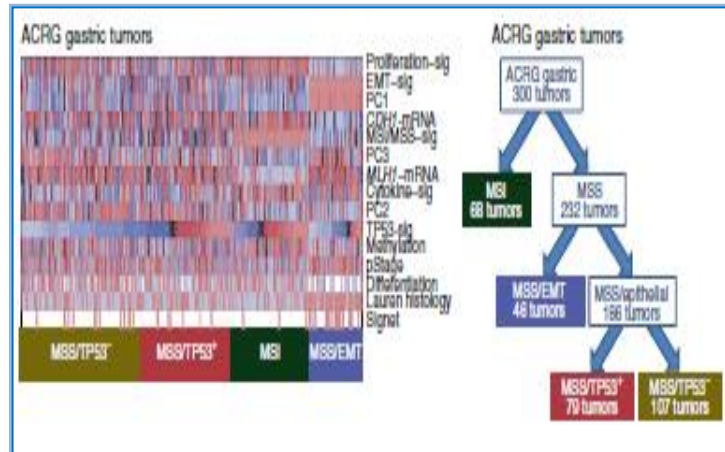 ACRG gastric tumors
Proliferation-sig
EMT-sig
PC1
CDH1-mRNA
MSI/MSS-sig
PC3
MLH1-mRNA
Cytokine-sig
PC2
TP53-sig
Methylation
pStage
Differentiation
Lauren histology
Signet
MSS/TP53⁻
MSS/TP53⁺
MSI
MSS/EMT
ACRG gastric tumors
ACRG gastric
300 tumors
MSI
68 tumors
MSS
232 tumors
MSS/EMT
46 tumors
MSS/epithelial
186 tumors
MSS/TP53⁺
79 tumors
MSS/TP53⁻
107 tumors